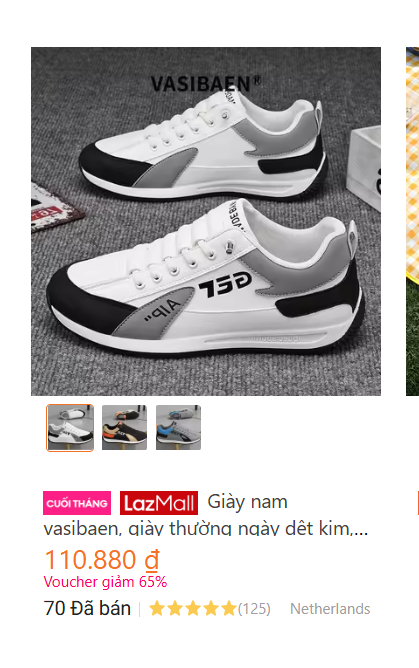 VASIBAEN®
GEL
AIP"
CUỐI THÁNG LazMall Giày nam
vasibaen, giày thường ngày dệt kim,...
110.880 ₫
Voucher giảm 65%
70 Đã bán (125) Netherlands